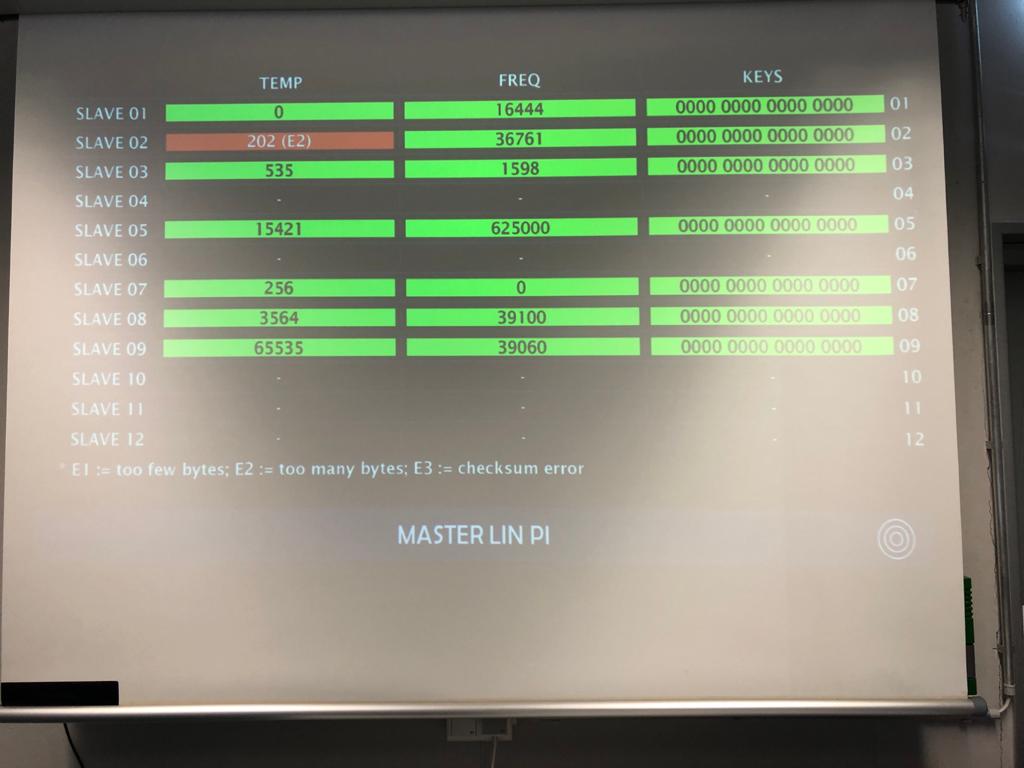 TEMP FREQ KEYS
SLAVE 01 0 16444 0000 0000 0000 0000 01
SLAVE 02 202 (E2) 36761 0000 0000 0000 0000 02
SLAVE 03 535 1598 0000 0000 0000 0000 03
SLAVE 04 - - - 04
SLAVE 05 15421 625000 0000 0000 0000 0000 05
SLAVE 06 - - - 06
SLAVE 07 256 0 0000 0000 0000 0000 07
SLAVE 08 3564 39100 0000 0000 0000 0000 08
SLAVE 09 65535 39060 0000 0000 0000 0000 09
SLAVE 10 - - - 10
SLAVE 11 - - - 11
SLAVE 12 - - - 12
* E1 := too few bytes; E2 := too many bytes; E3 := checksum error
MASTER LIN PI